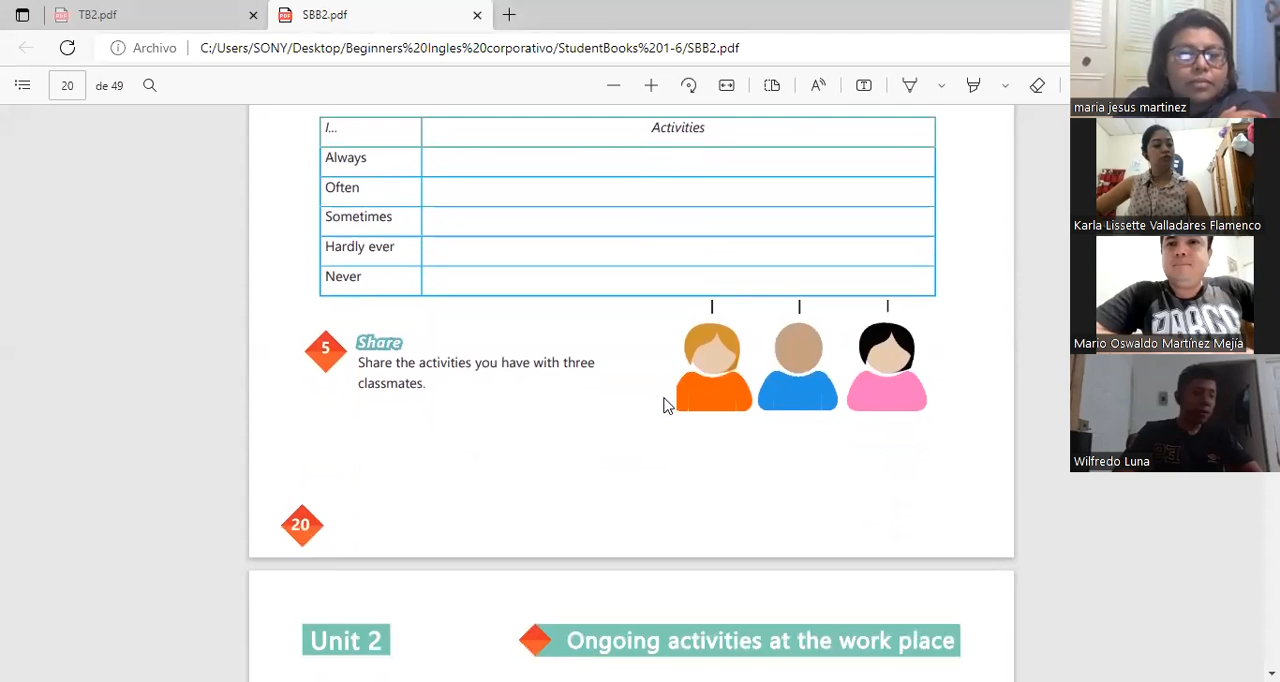 TB2.pdf
SBB2.pdf
Archivo
C:/Users/SONY/Desktop/Beginners%20Ingles%20corporativo/StudentBooks%201-6/SBB2.pdf
20
de 49
I...
Activities
Always
Often
Sometimes
Hardly ever
Never
5
Share
Share the activities you have with three
classmates.
20
Unit 2
Ongoing activities at the work place
maria jesus martinez
Karla Lissette Valladares Flamenco
Mario Oswaldo Martínez Mejía
Wilfredo Luna